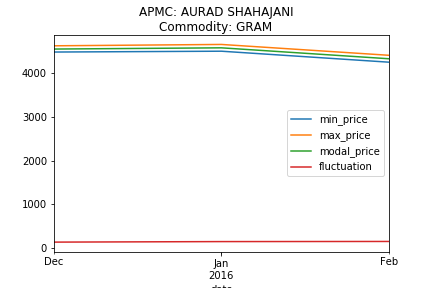 APMC: AURAD SHAHAJANI
Commodity: GRAM
4000
3000
2000
1000
0
min_price
max_price
modal_price
fluctuation
Dec
Jan
Feb
2016